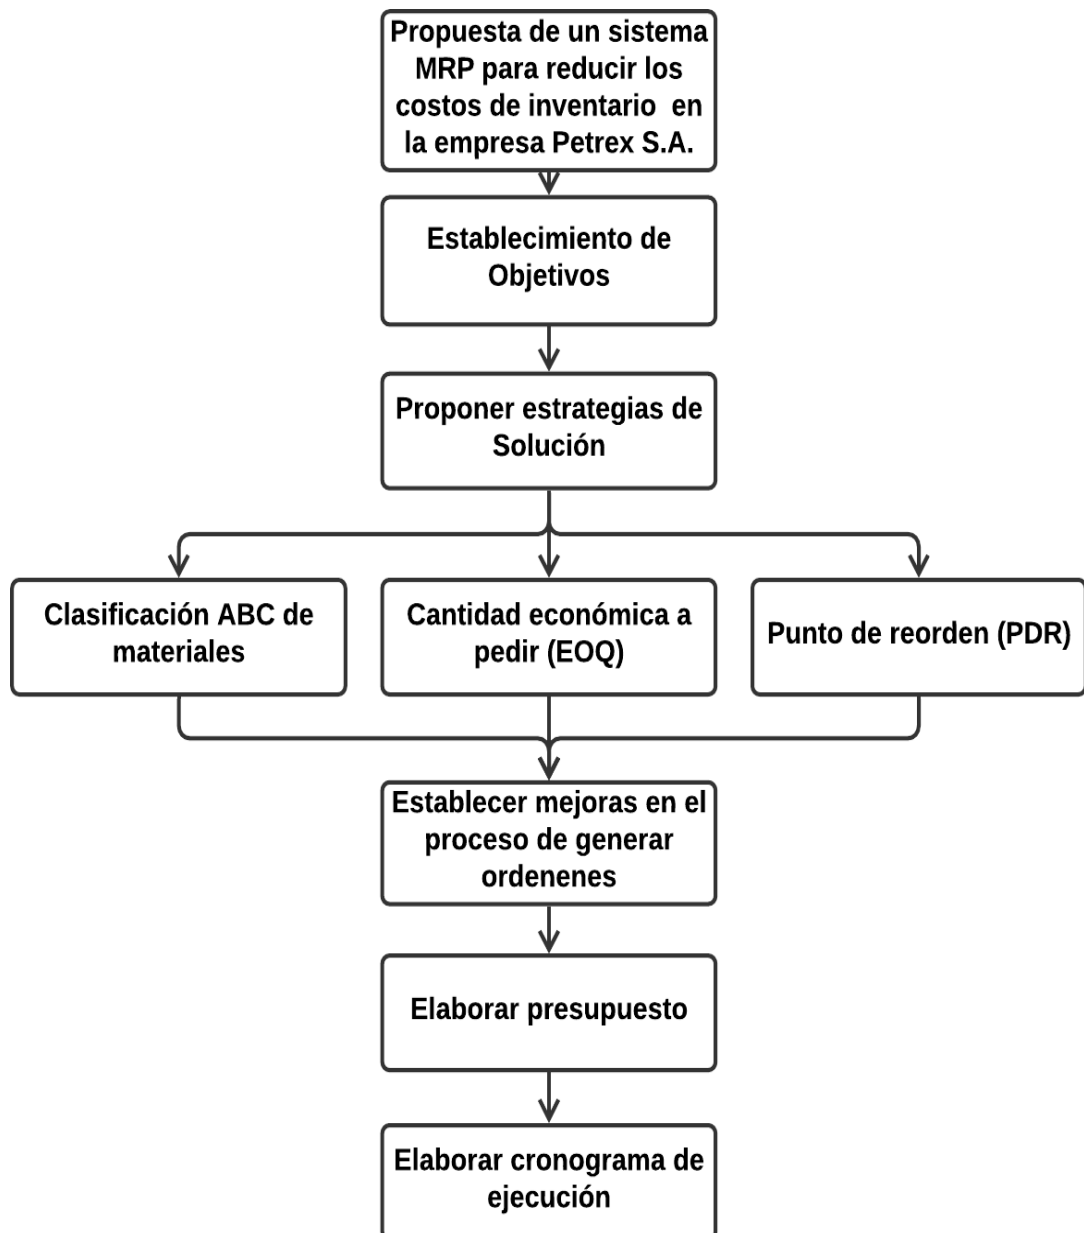 Propuesta de un sistema
MRP para reducir los
costos de inventario en
la empresa Petrex S.A.
Establecimiento de
Objetivos
Proponer estrategias de
Solución
Clasificación ABC de
materiales
Cantidad económica a
pedir (EOQ)
Punto de reorden (PDR)
Establecer mejoras en el
proceso de generar
ordenenes
Elaborar presupuesto
Elaborar cronograma de
ejecución